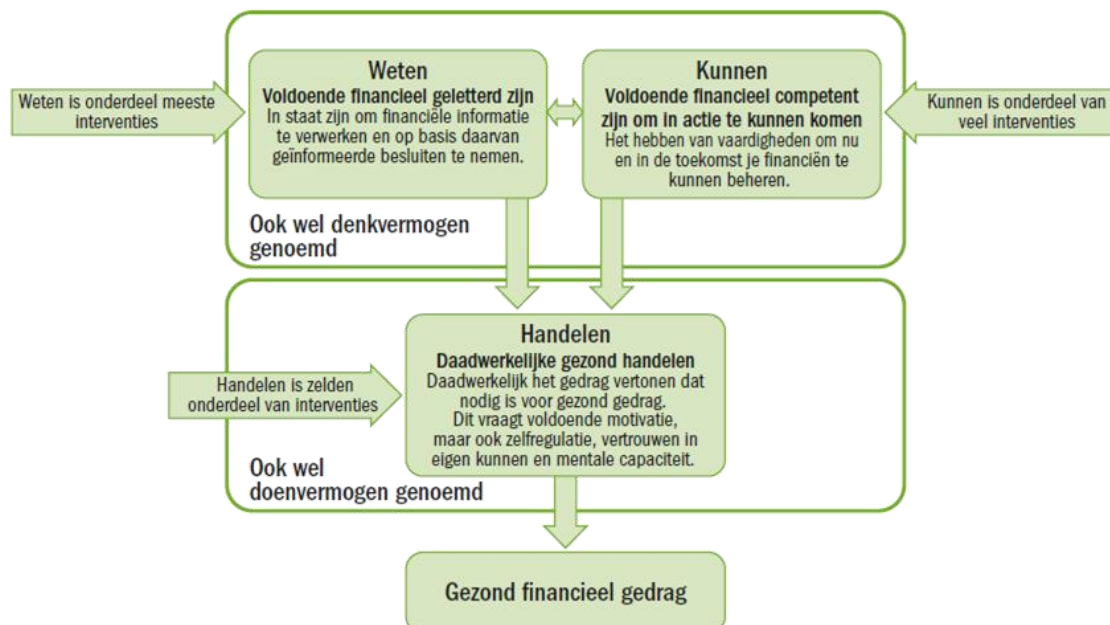 Weten is onderdeel meeste
interventies
Weten
Voldoende financieel geletterd zijn
In staat zijn om financiële informatie
te verwerken en op basis daarvan
geïnformeerde besluiten te nemen.
Kunnen
Voldoende financieel competent
zijn om in actie te kunnen komen
Het hebben van vaardigheden om nu
en in de toekomst je financiën te
kunnen beheren.
Kunnen is onderdeel van
veel interventies
Ook wel denkvermogen
genoemd
Handelen is zelden
onderdeel van interventies
Handelen
Daadwerkelijke gezond handelen
Daadwerkelijk het gedrag vertonen dat
nodig is voor gezond gedrag.
Dit vraagt voldoende motivatie,
maar ook zelfregulatie, vertrouwen in
eigen kunnen en mentale capaciteit.
Ook wel
doenvermogen genoemd
Gezond financieel gedrag